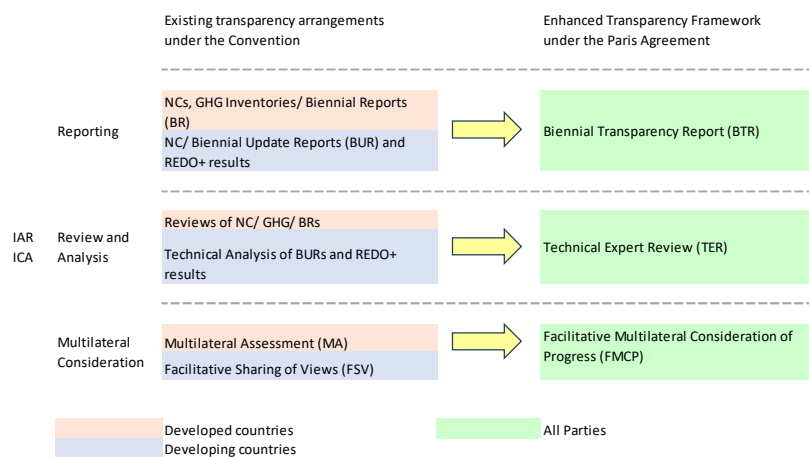 Existing transparency arrangements
under the Convention
Enhanced Transparency Framework
under the Paris Agreement
Reporting
NCs, GHG Inventories/ Biennial Reports
(BR)
NC/ Biennial Update Reports (BUR) and
REDO+ results
Biennial Transparency Report (BTR)
IAR
ICA
Review and
Analysis
Reviews of NC/ GHG/ BRs
Technical Analysis of BURs and REDO+
results
Technical Expert Review (TER)
Multilateral
Consideration
Multilateral Assessment (MA)
Facilitative Sharing of Views (FSV)
Facilitative Multilateral Consideration of
Progress (FMCP)
Developed countries
Developing countries
All Parties